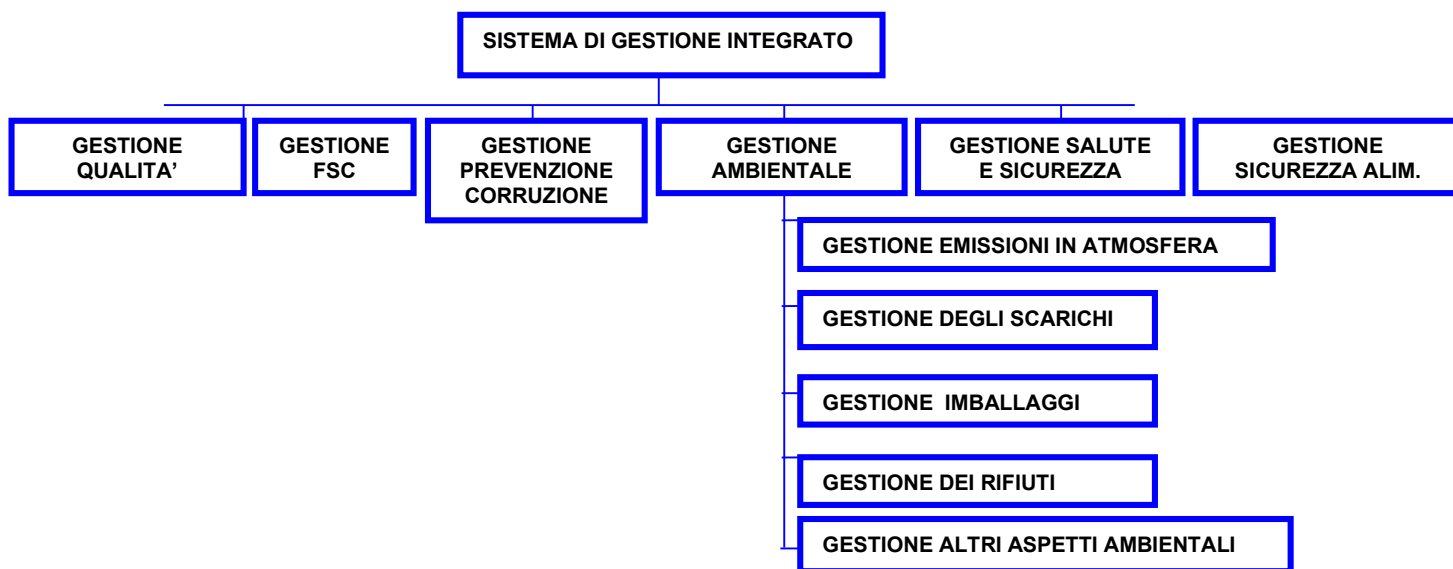 SISTEMA DI GESTIONE INTEGRATO
GESTIONE
QUALITA’
GESTIONE
FSC
GESTIONE
PREVENZIONE
CORRUZIONE
GESTIONE
AMBIENTALE
GESTIONE SALUTE
E SICUREZZA
GESTIONE
SICUREZZA ALIM.
GESTIONE EMISSIONI IN ATMOSFERA
GESTIONE DEGLI SCARICHI
GESTIONE IMBALLAGGI
GESTIONE DEI RIFIUTI
GESTIONE ALTRI ASPETTI AMBIENTALI